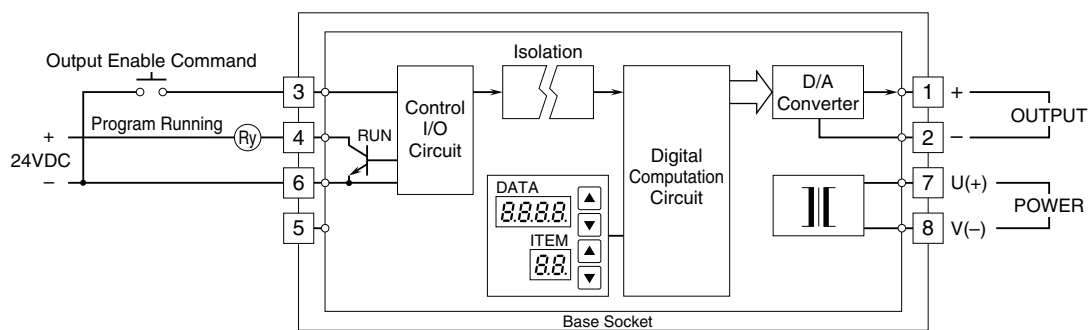 Output Enable Command
Program Running
+
24VDC
−
3
4
6
5
Ry
RUN
Control
I/O
Circuit
Isolation
DATA
8.8.8.8.
ITEM
8.8.
Digital
Computation
Circuit
D/A
Converter
1
+
OUTPUT
2
−
7
U(+)
POWER
8
V(−)
Base Socket